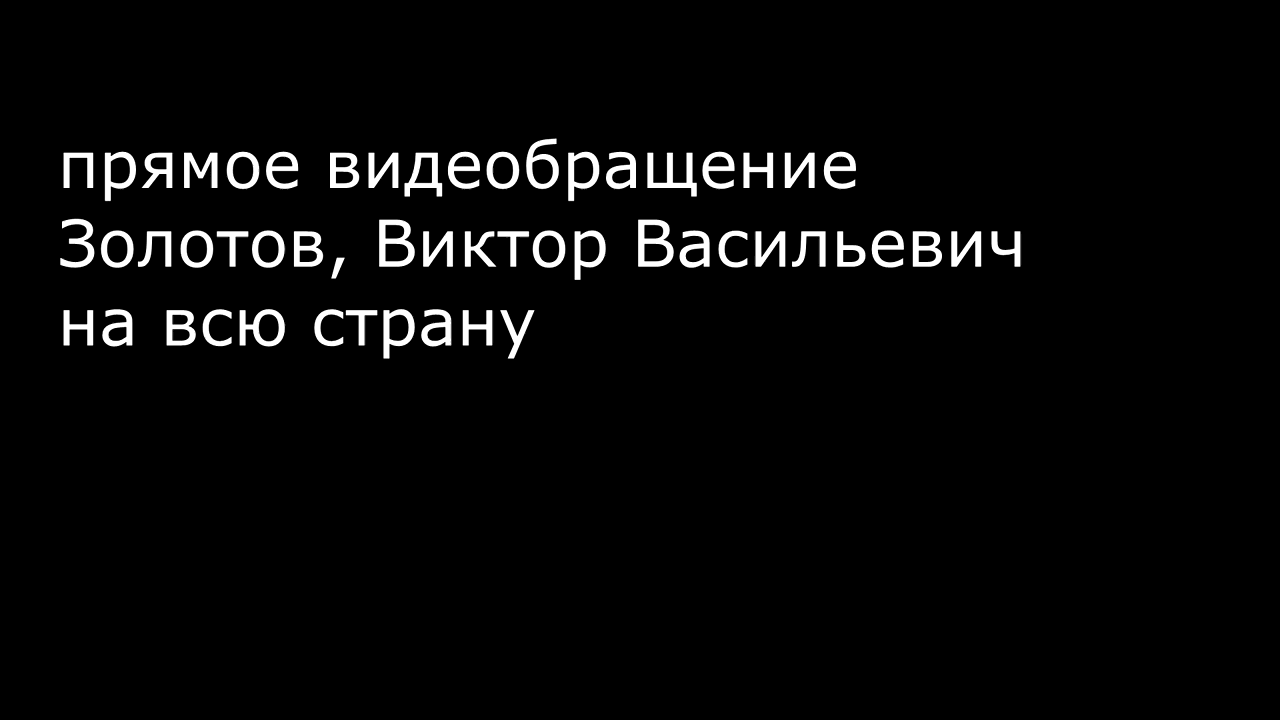 прямое видеобращение
Золотов, Виктор Васильевич
на всю страну